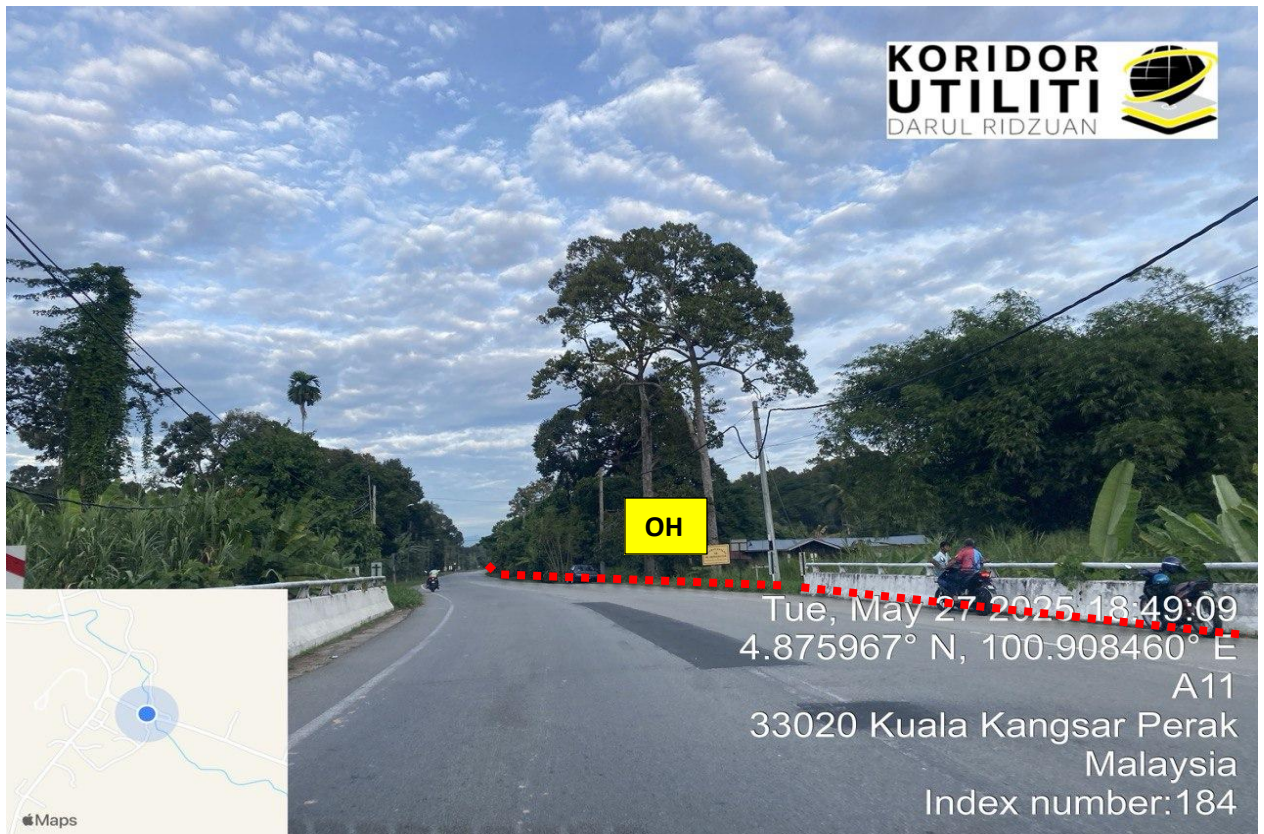 KORIDOR
UTILITI
DARUL RIDZUAN
OH
Tue, May 27 2025 18:49:09
4.875967° N, 100.908460° E
A11
33020 Kuala Kangsar Perak
Malaysia
Index number:184
Maps